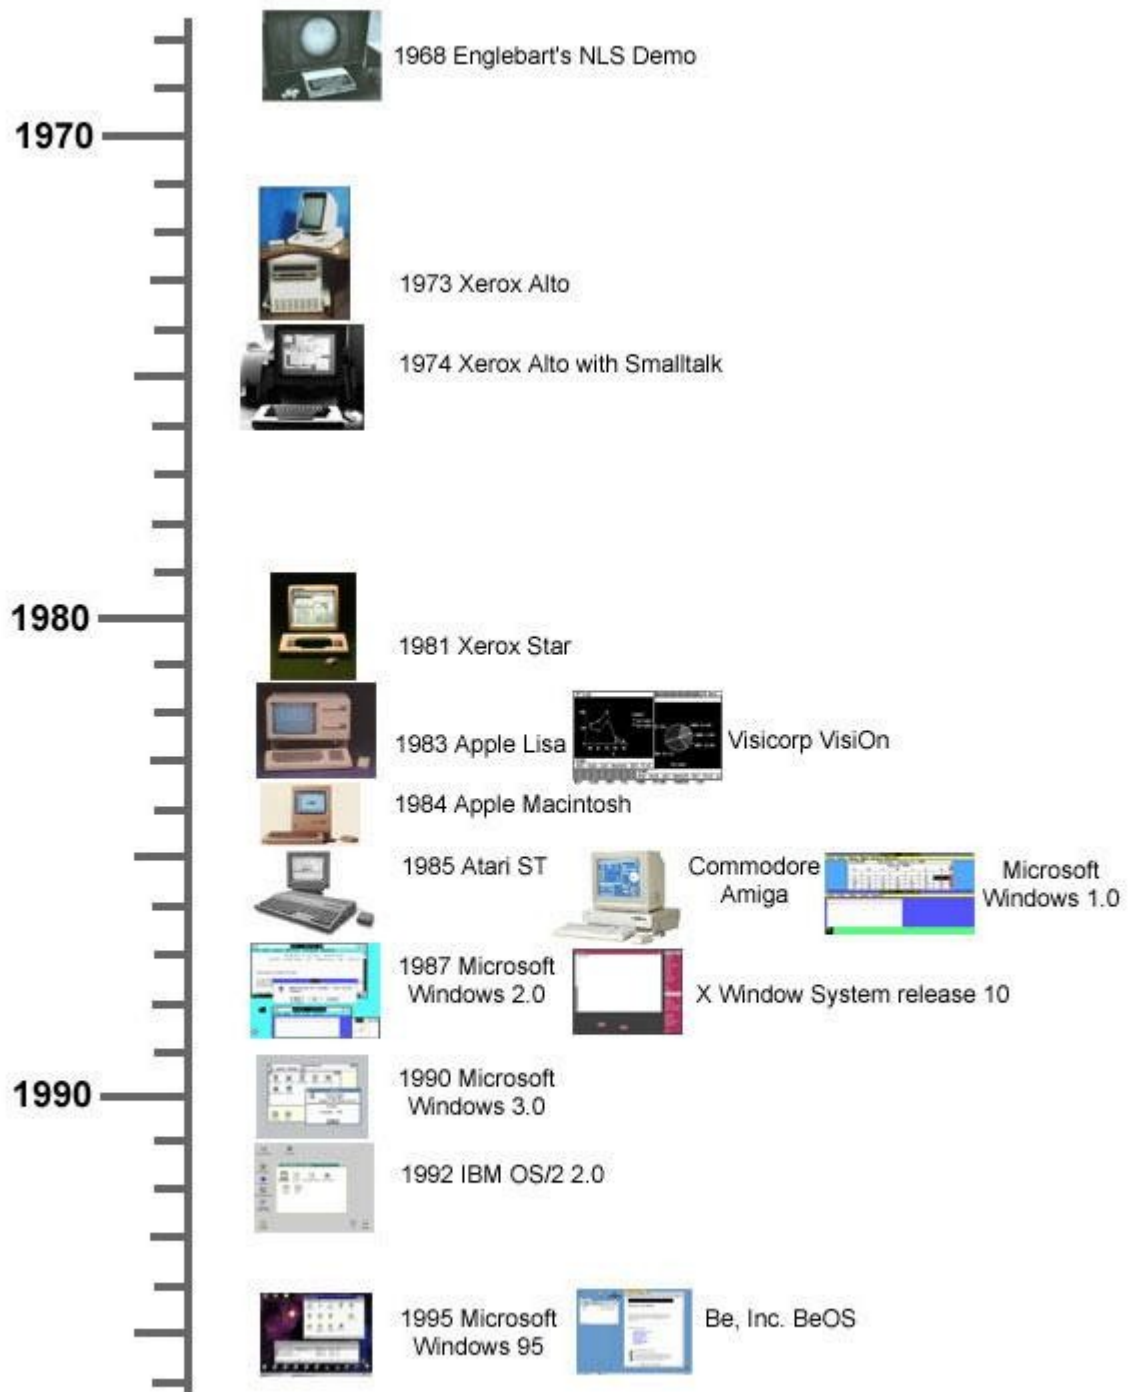 1968 Englebart's NLS Demo
1970
1973 Xerox Alto
1974 Xerox Alto with Smalltalk
1980
1981 Xerox Star
1983 Apple Lisa
Visicorp VisiOn
1984 Apple Macintosh
1985 Atari ST
Commodore
Amiga
Microsoft
Windows 1.0
1987 Microsoft
Windows 2.0
X Window System release 10
1990
1990 Microsoft
Windows 3.0
1992 IBM OS/2 2.0
1995 Microsoft
Windows 95
Be, Inc. BeOS